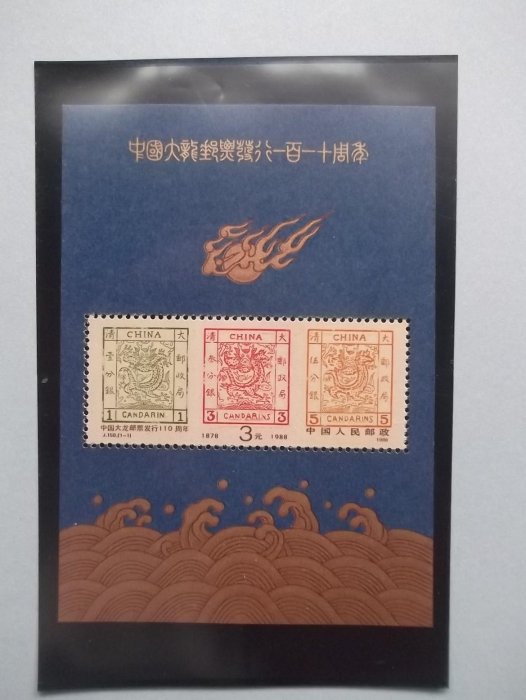 中國大龍郵票發行一百一十周年
CHINA
大清郵政局
壹分銀
1 CANDARIN 1
CHINA
大清郵政局
叁分銀
3 CANDARINS 3
CHINA
大清郵政局
伍分銀
5 CANDARINS 5
中国大龙邮票发行110周年
J.150.(1-1)
1878 3元 1988
中国人民邮政
1988